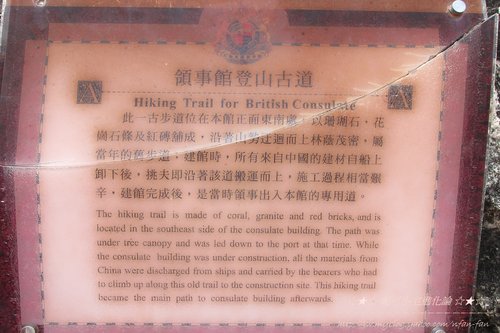 領事館登山古道
Hiking Trail for British Consulate
此一古步道位在本館正面東南處，以珊瑚石，花
崗石條及紅磚舖成，沿著山勢迂迴而上林蔭茂密，屬
當年的舊步道，建館時，所有來自中國的建材自船上
卸下後，挑夫即沿著該道搬運而上，施工過程相當艱
辛，建館完成後，是當時領事出入本館的專用道。
The hiking trail is made of coral, granite and red bricks, and is
located in the southeast side of the consulate building. The path was
under tree canopy and was led down to the port at that time. While
the consulate building was under construction, all the materials from
China were discharged from ships and carried by the bearers who had
to climb up along this old trail to the construction site. This hiking trail
became the main path to consulate building afterwards.